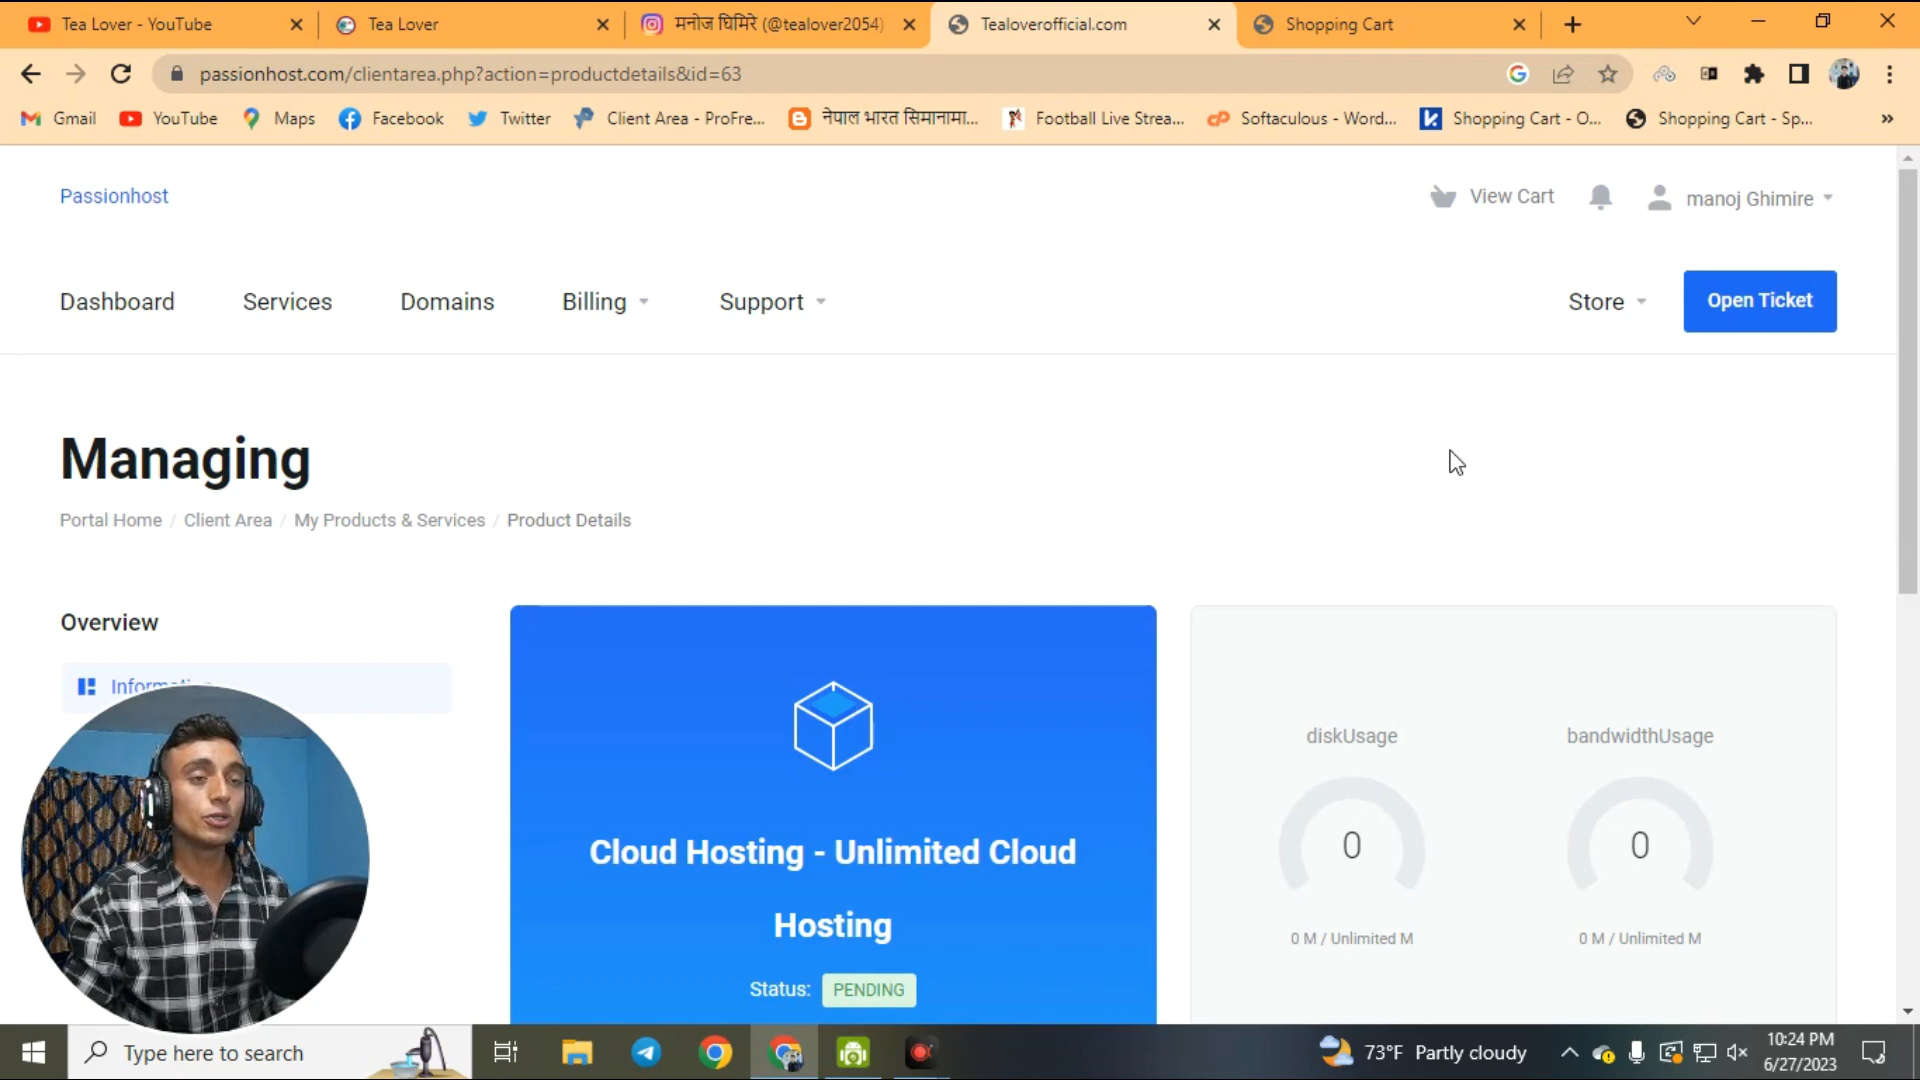 Tea Lover - YouTube
Tea Lover
मनोज घिमिरे (@tealover2054)
Tealoverofficial.com
Shopping Cart
passionhost.com/clientarea.php?action=productdetails&id=63
Gmail
YouTube
Maps
Facebook
Twitter
Client Area - ProFre...
नेपाल भारत सिमानामा...
Football Live Strea...
Softaculous - Word...
Shopping Cart - O...
Shopping Cart - Sp...
Passionhost
View Cart
manoj Ghimire
Dashboard
Services
Domains
Billing
Support
Store
Open Ticket
Managing
Portal Home / Client Area / My Products & Services / Product Details
Overview
Information
Cloud Hosting - Unlimited Cloud
Hosting
Status: PENDING
diskUsage
0
0 M / Unlimited M
bandwidthUsage
0
0 M / Unlimited M
Type here to search
73°F Partly cloudy
10:24 PM
6/27/2023